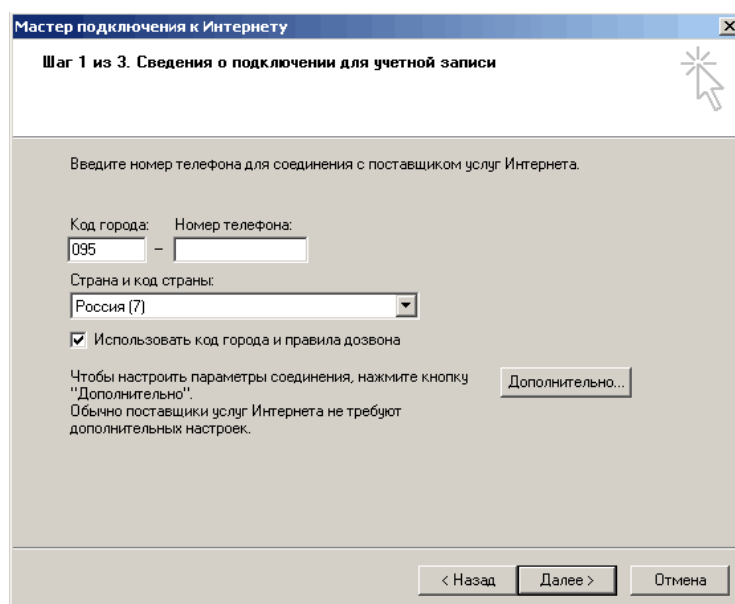 Мастер подключения к Интернету
Шаг 1 из 3. Сведения о подключении для учетной записи
Введите номер телефона для соединения с поставщиком услуг Интернета.
Код города: Номер телефона:
095 –
Страна и код страны:
Россия (7)
Использовать код города и правила дозвона
Чтобы настроить параметры соединения, нажмите кнопку
"Дополнительно".
Дополнительно...
Обычно поставщики услуг Интернета не требуют
дополнительных настроек.
< Назад Далее > Отмена